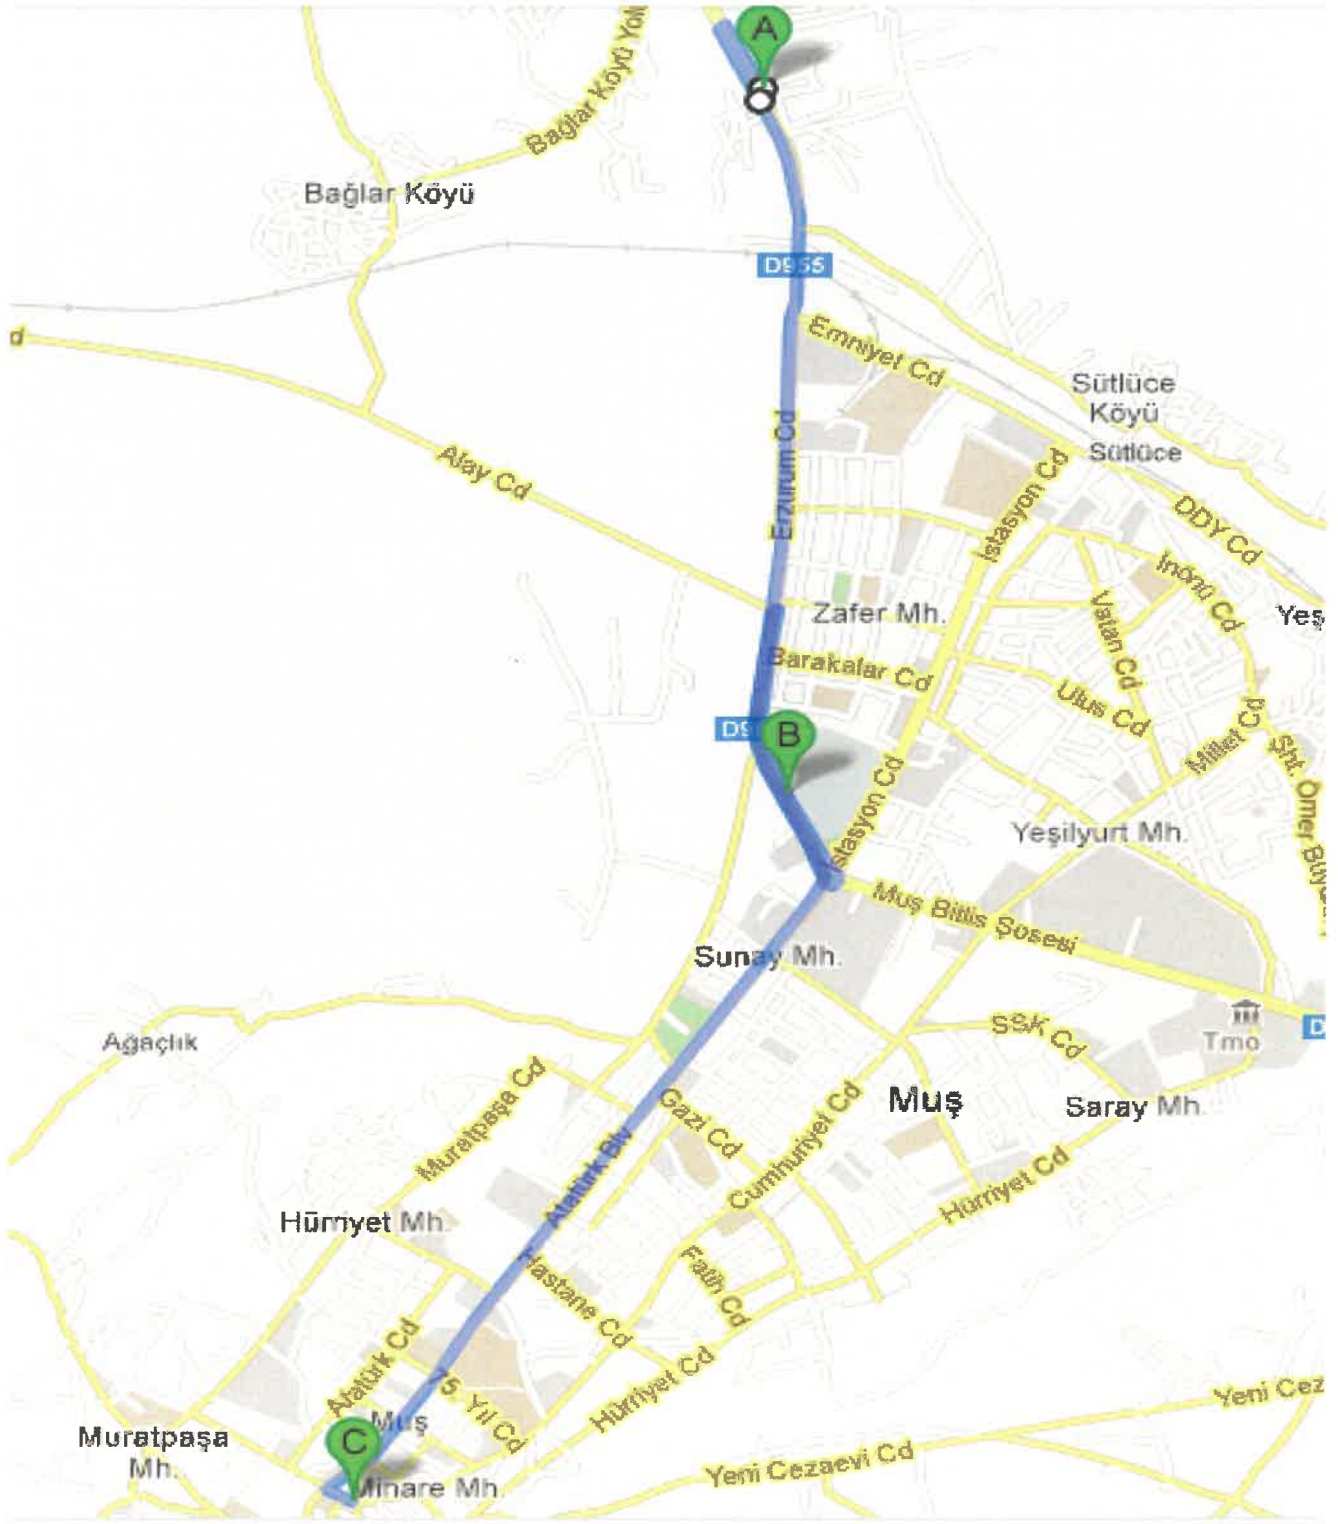 A
Bağlar Köyü Yolu
Bağlar Köyü
D955
d
Emniyet Cd
Sütlüce
Köyü
Sütlüce
Alay Cd
Erzurum Cd
İstasyon Cd
DDY Cd
İnönü Cd
Vatan Cd
Zafer Mh.
Yeş
Barakalar Cd
Ulus Cd
Millet Cd
D9
B
Şht. Ömer
İstasyon Cd
Yeşilyurt Mh.
Muş Bitlis Şosesi
Sunay Mh.
Ağaçlık
SSK Cd
Tmo
D
Muratpaşa Cd
Gazi Cd
Muş
Saray Mh.
Cumhuriyet Cd
Atatürk Blv
Hürriyet Cd
Hürriyet Mh.
Hastane Cd
Fatih Cd
Atatürk Cd
75. Yıl Cd
Hürriyet Cd
Yeni Cez
Muş
C
Muratpaşa
Mh.
Minare Mh.
Yeni Cezaevi Cd